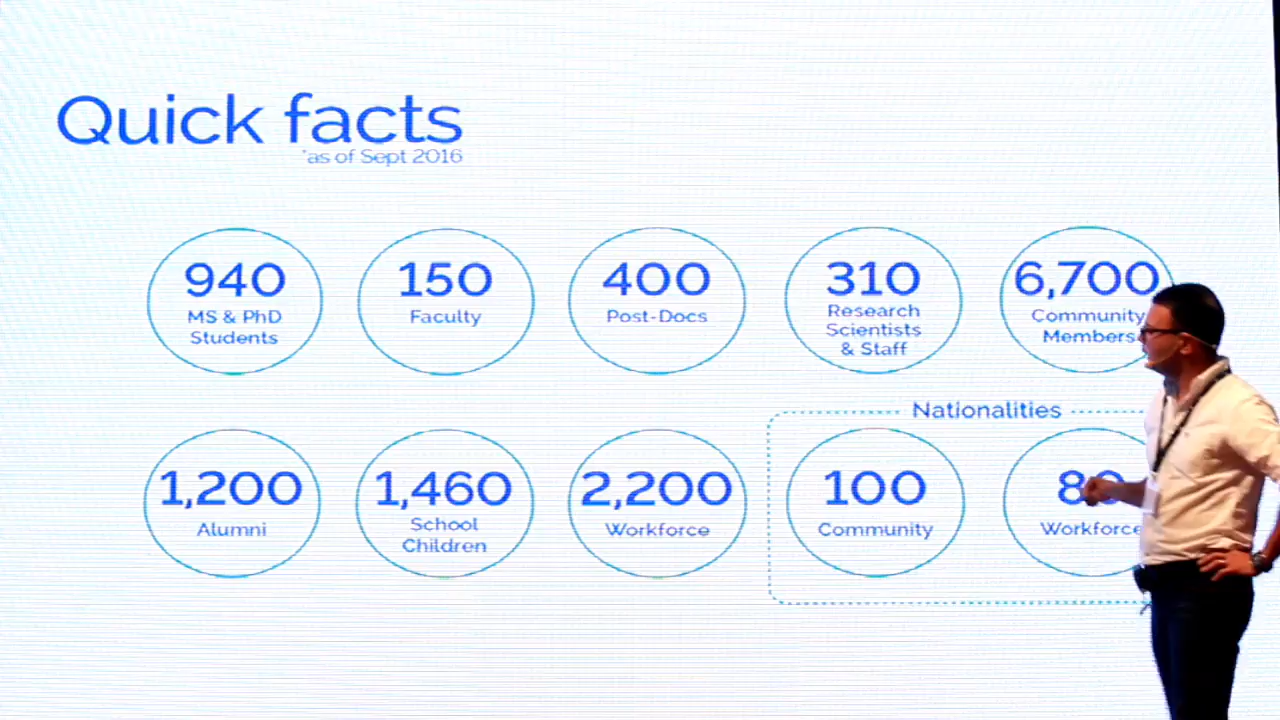 Quick facts
*as of Sept 2016
940
MS & PhD
Students
150
Faculty
400
Post-Docs
310
Research
Scientists
& Staff
6,700
Community
Members
1,200
Alumni
1,460
School
Children
2,200
Workforce
Nationalities
100
Community
Workforce